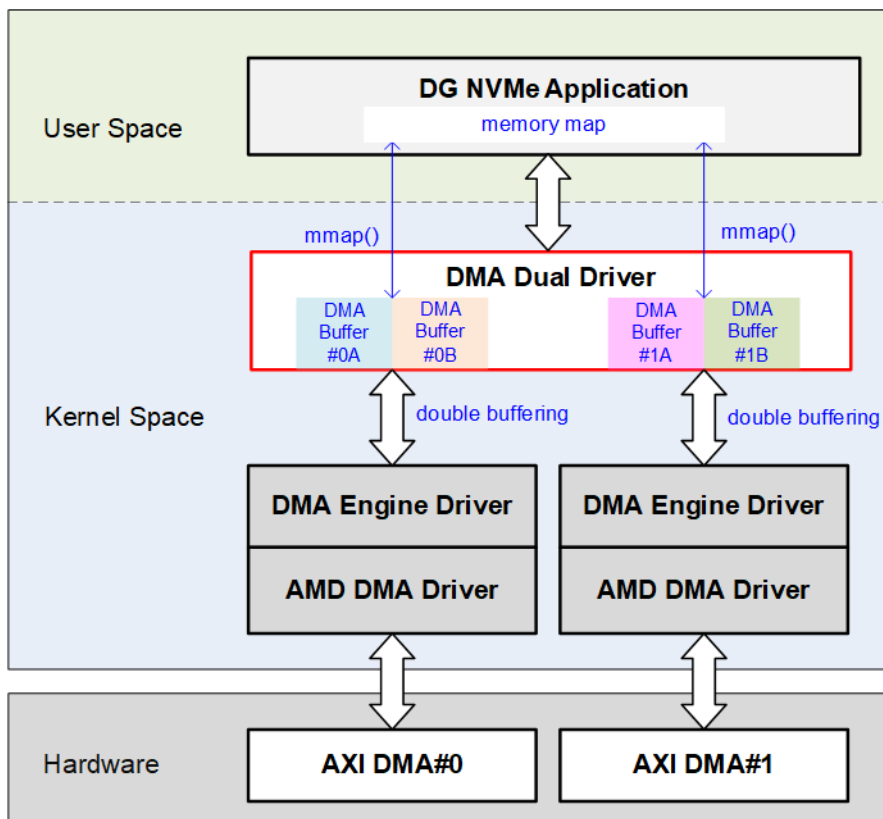 DG NVMe Application
memory map
User Space
mmap()
mmap()
DMA Dual Driver
DMA
Buffer
#0A
DMA
Buffer
#0B
DMA
Buffer
#1A
DMA
Buffer
#1B
Kernel Space
double buffering
double buffering
DMA Engine Driver
DMA Engine Driver
AMD DMA Driver
AMD DMA Driver
Hardware
AXI DMA#0
AXI DMA#1